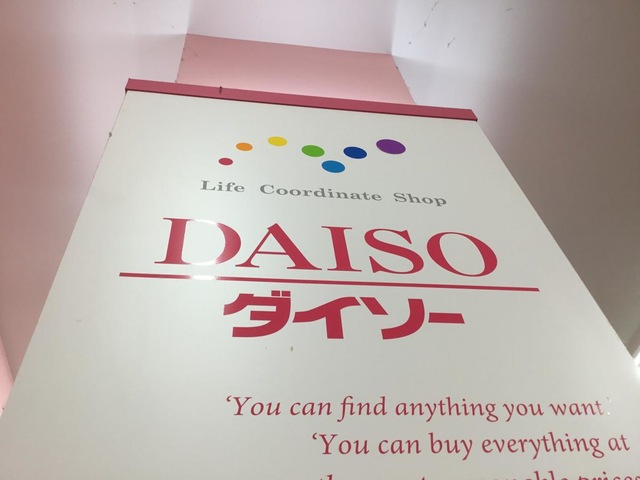 Life Coordinate Shop
DAISO
ダイソー
‘You can find anything you want.’
‘You can buy everything at